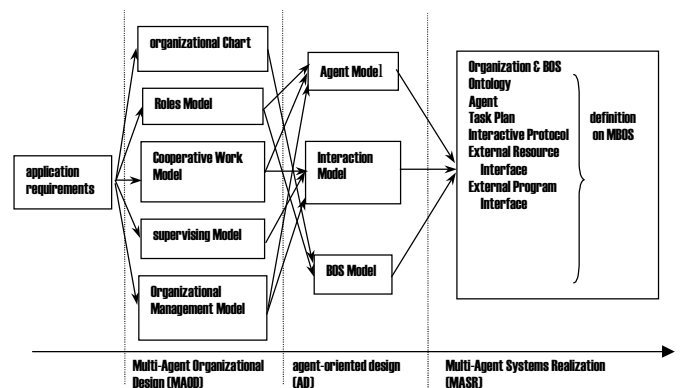 application
requirements
organizational Chart
Roles Model
Cooperative Work
Model
supervising Model
Organizational
Management Model
Agent Model
Interaction
Model
BOS Model
Organization & BOS
Ontology
Agent
Task Plan
Interactive Protocol
External Resource
Interface
External Program
Interface
definition
on MBOS
Multi-Agent Organizational
Design (MAOD)
agent-oriented design
(AD)
Multi-Agent Systems Realization
(MASR)